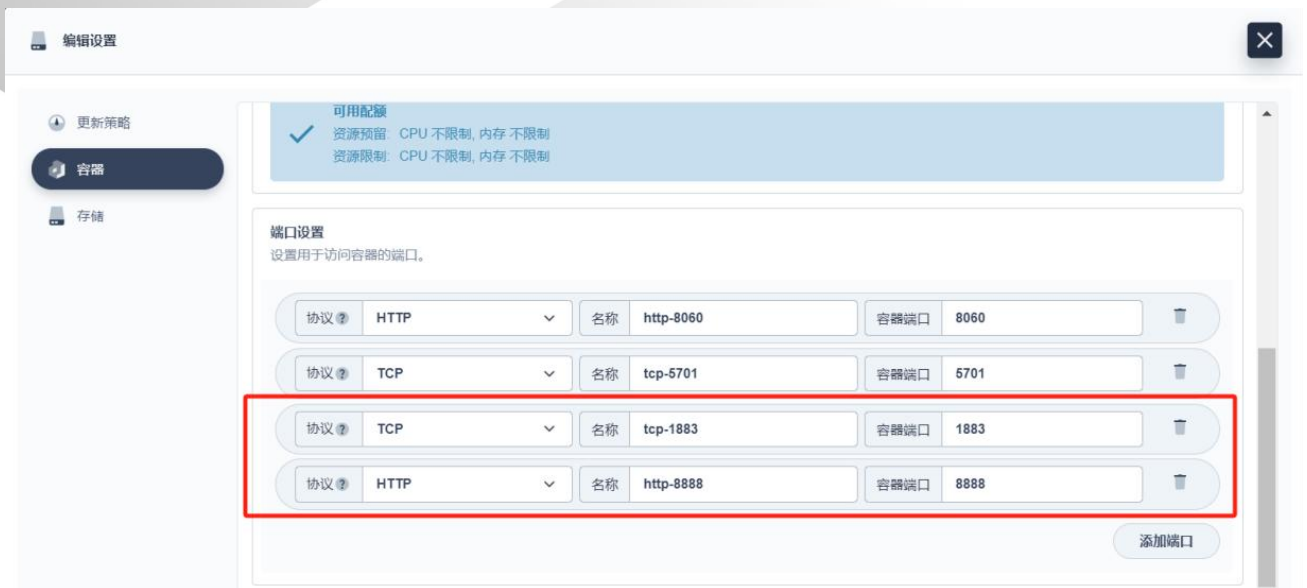 编辑设置
更新策略
容器
存储
可用配额
资源预留: CPU 不限制, 内存 不限制
资源限制: CPU 不限制, 内存 不限制
端口设置
设置用于访问容器的端口。
协议 ? HTTP 名称 http-8060 容器端口 8060
协议 ? TCP 名称 tcp-5701 容器端口 5701
协议 ? TCP 名称 tcp-1883 容器端口 1883
协议 ? HTTP 名称 http-8888 容器端口 8888
添加端口